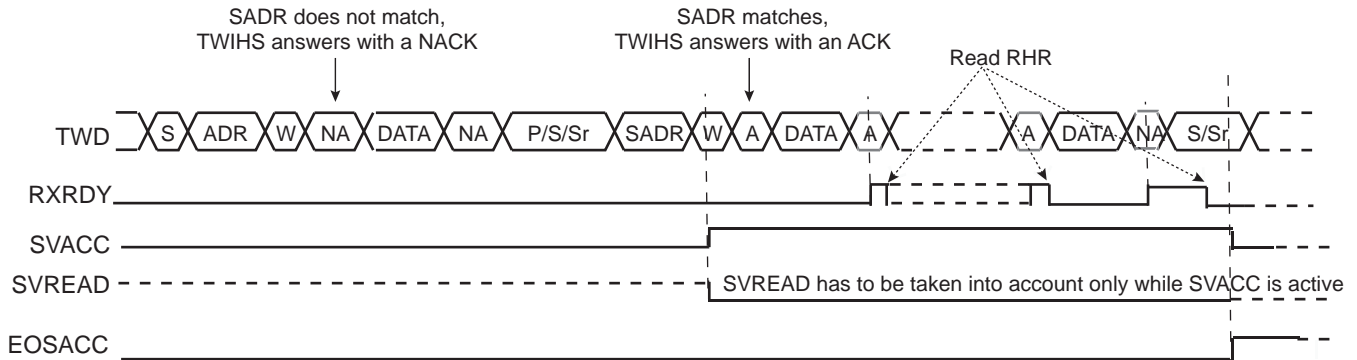 SADR does not match,
TWIHS answers with a NACK
SADR matches,
TWIHS answers with an ACK
Read RHR
TWD S ADR W NA DATA NA P/S/Sr SADR W A DATA A A DATA NA S/Sr
RXRDY
SVACC
SVREAD SVREAD has to be taken into account only while SVACC is active
EOSACC